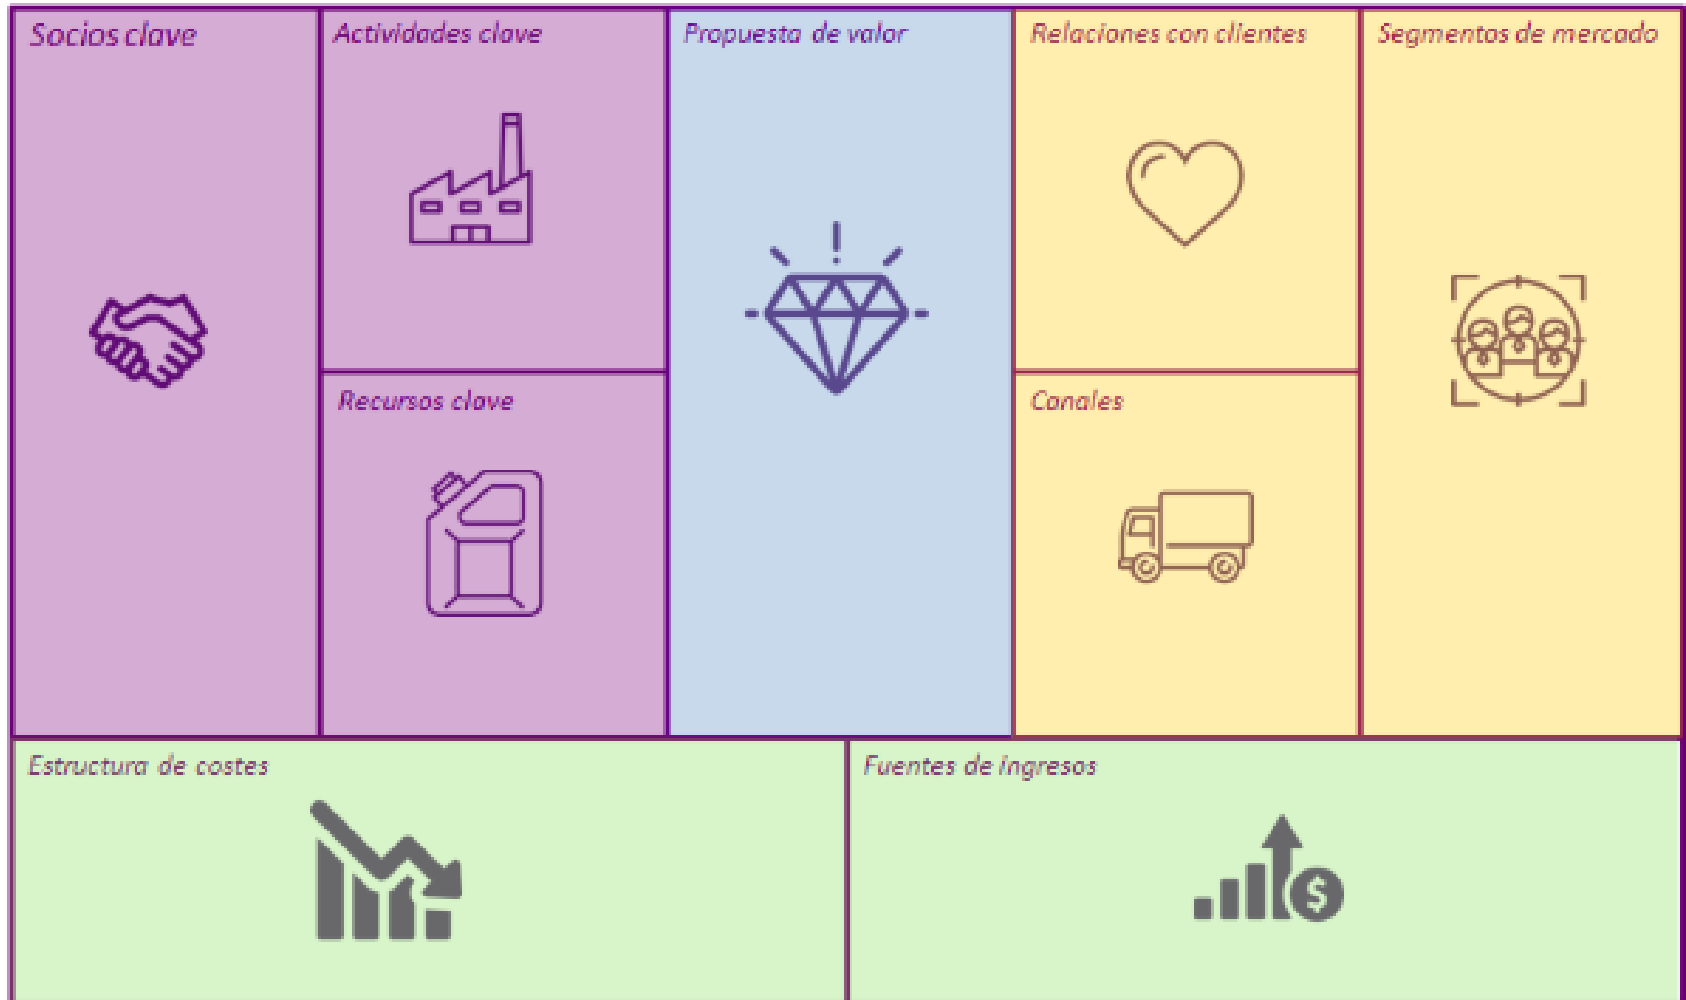 Socios clave
Actividades clave
Propuesta de valor
Relaciones con clientes
Segmentos de mercado
Recursos clave
Canales
Estructura de costes
Fuentes de ingresos
$